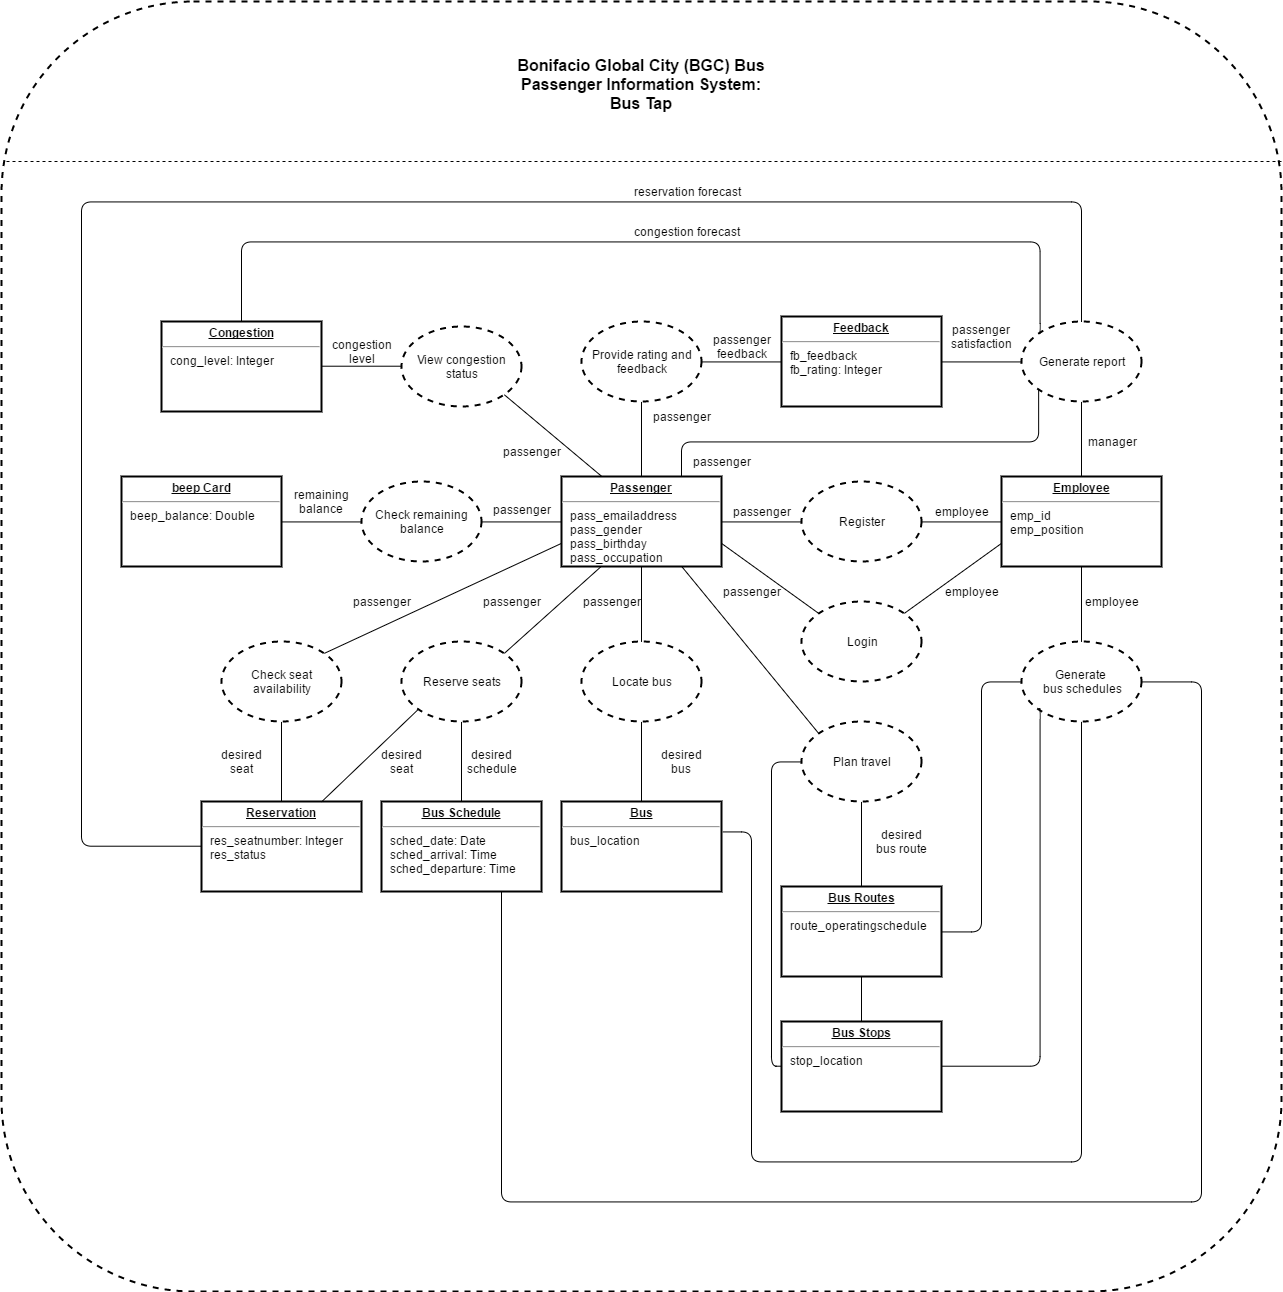 Bonifacio Global City (BGC) Bus
Passenger Information System:
Bus Tap
reservation forecast
congestion forecast
Congestion
cong_level: Integer
congestion
level
View congestion
status
Provide rating and
feedback
passenger
feedback
Feedback
fb_feedback
fb_rating: Integer
passenger
satisfaction
Generate report
passenger
passenger
passenger
manager
beep Card
beep_balance: Double
remaining
balance
Check remaining
balance
passenger
Passenger
pass_emailaddress
pass_gender
pass_birthday
pass_occupation
passenger
Register
employee
Employee
emp_id
emp_position
passenger
passenger
passenger
passenger
employee
employee
Check seat
availability
Reserve seats
Locate bus
Login
Generate
bus schedules
desired
seat
desired
seat
desired
schedule
desired
bus
Plan travel
Reservation
res_seatnumber: Integer
res_status
Bus Schedule
sched_date: Date
sched_arrival: Time
sched_departure: Time
Bus
bus_location
desired
bus route
Bus Routes
route_operatingschedule
Bus Stops
stop_location